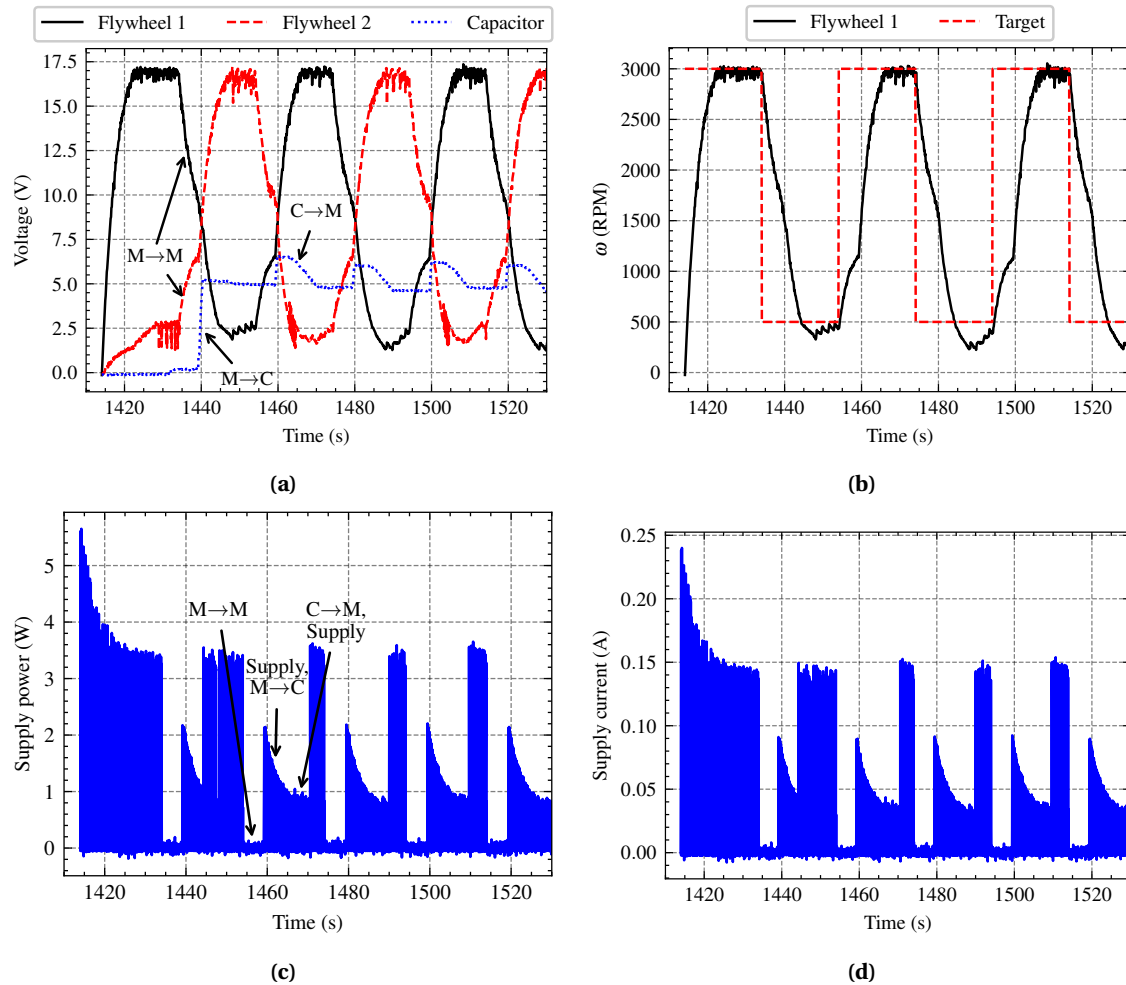 Flywheel 1 Flywheel 2 Capacitor
17.5
15.0
12.5
10.0
7.5
5.0
2.5
0.0
Voltage (V)
M→M
C→M
M→C
1420 1440 1460 1480 1500 1520
Time (s)
(a)
Flywheel 1 Target
3000
2500
2000
1500
1000
500
0
ω (RPM)
1420 1440 1460 1480 1500 1520
Time (s)
(b)
5
4
3
2
1
0
Supply power (W)
M→M
C→M,
Supply
Supply,
M→C
1420 1440 1460 1480 1500 1520
Time (s)
(c)
0.25
0.20
0.15
0.10
0.05
0.00
Supply current (A)
1420 1440 1460 1480 1500 1520
Time (s)
(d)